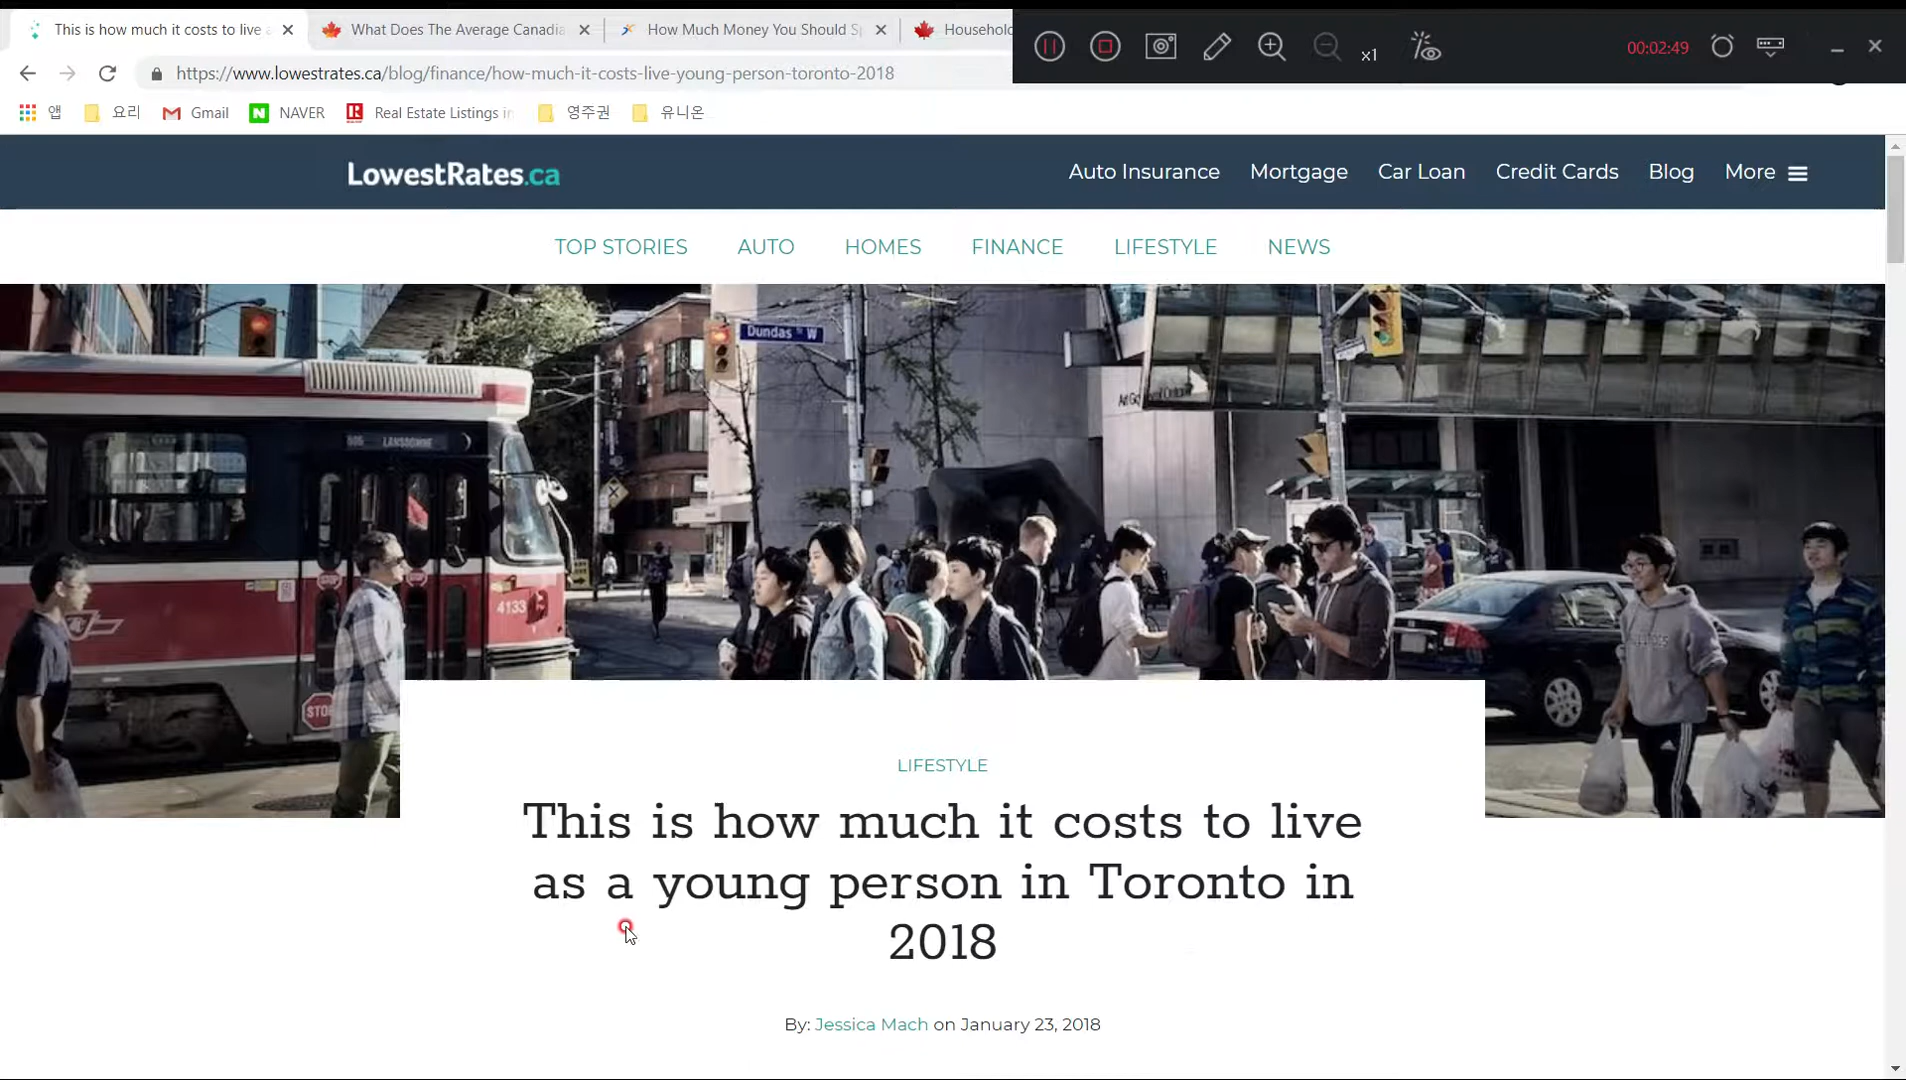 This is how much it costs to live a
What Does The Average Canadia
How Much Money You Should Sp
Househol
x1
00:02:49
https://www.lowestrates.ca/blog/finance/how-much-it-costs-live-young-person-toronto-2018
앱
요리
Gmail
NAVER
Real Estate Listings in
영주권
유니온
LowestRates.ca
Auto Insurance
Mortgage
Car Loan
Credit Cards
Blog
More
TOP STORIES
AUTO
HOMES
FINANCE
LIFESTYLE
NEWS
Dundas St W
LANSDOWNE
4133
STOP
LIFESTYLE
This is how much it costs to live
as a young person in Toronto in
2018
By: Jessica Mach on January 23, 2018